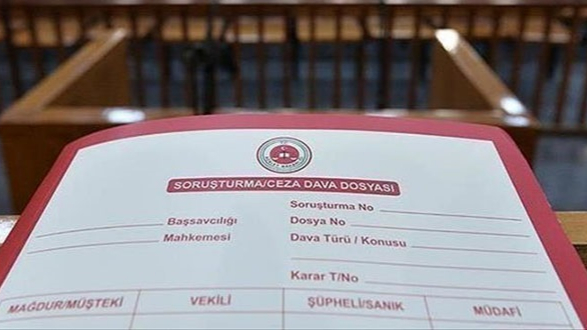 SORUŞTURMA/CEZA DAVA DOSYASI
Soruşturma No
Başsavcılığı Dosya No
Mahkemesi Dava Türü / Konusu
Karar T/No
MAĞDUR/MÜŞTEKİ VEKİLİ ŞÜPHELİ/SANIK MÜDAFİ